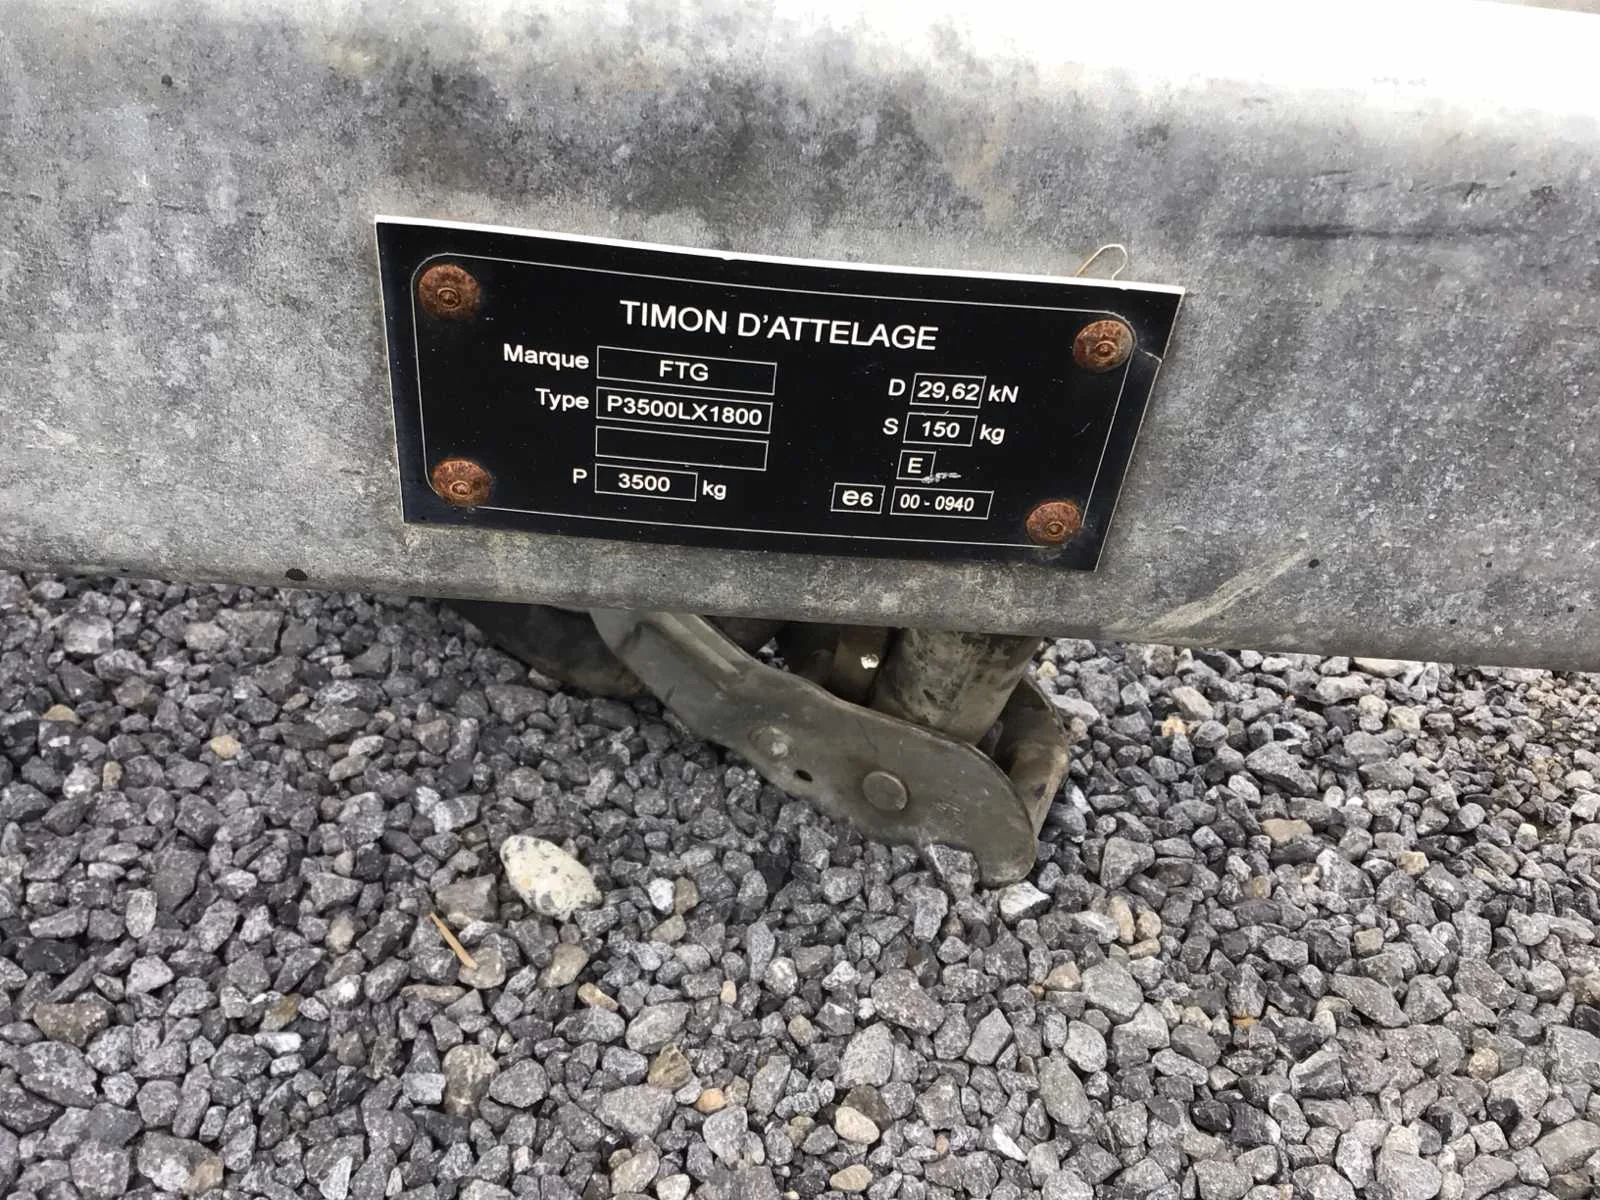 TIMON D'ATTELAGE
Marque FTG
Type P3500LX1800
P 3500 kg
D 29,62 kN
S 150 kg
E
e6 00 - 0940